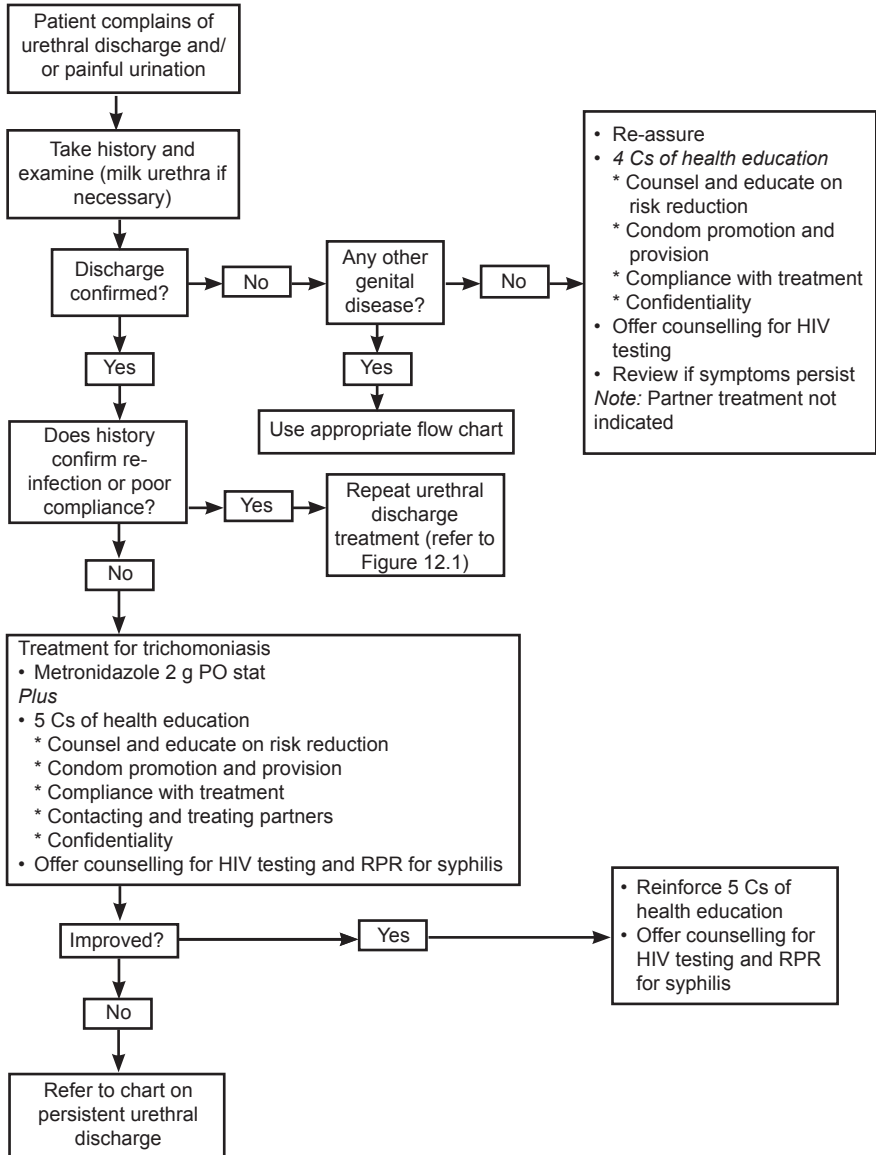 Patient complains of
urethral discharge and/
or painful urination
Take history and
examine (milk urethra if
necessary)
Discharge
confirmed?
No
Any other
genital
disease?
No
• Re-assure
• 4 Cs of health education
* Counsel and educate on
risk reduction
* Condom promotion and
provision
* Compliance with treatment
* Confidentiality
• Offer counselling for HIV
testing
• Review if symptoms persist
Note: Partner treatment not
indicated
Yes
Yes
Use appropriate flow chart
Does history
confirm re-
infection or poor
compliance?
Yes
Repeat urethral
discharge
treatment (refer to
Figure 12.1)
No
Treatment for trichomoniasis
• Metronidazole 2 g PO stat
Plus
• 5 Cs of health education
* Counsel and educate on risk reduction
* Condom promotion and provision
* Compliance with treatment
* Contacting and treating partners
* Confidentiality
• Offer counselling for HIV testing and RPR for syphilis
Improved?
Yes
• Reinforce 5 Cs of
health education
• Offer counselling for
HIV testing and RPR
for syphilis
No
Refer to chart on
persistent urethral
discharge